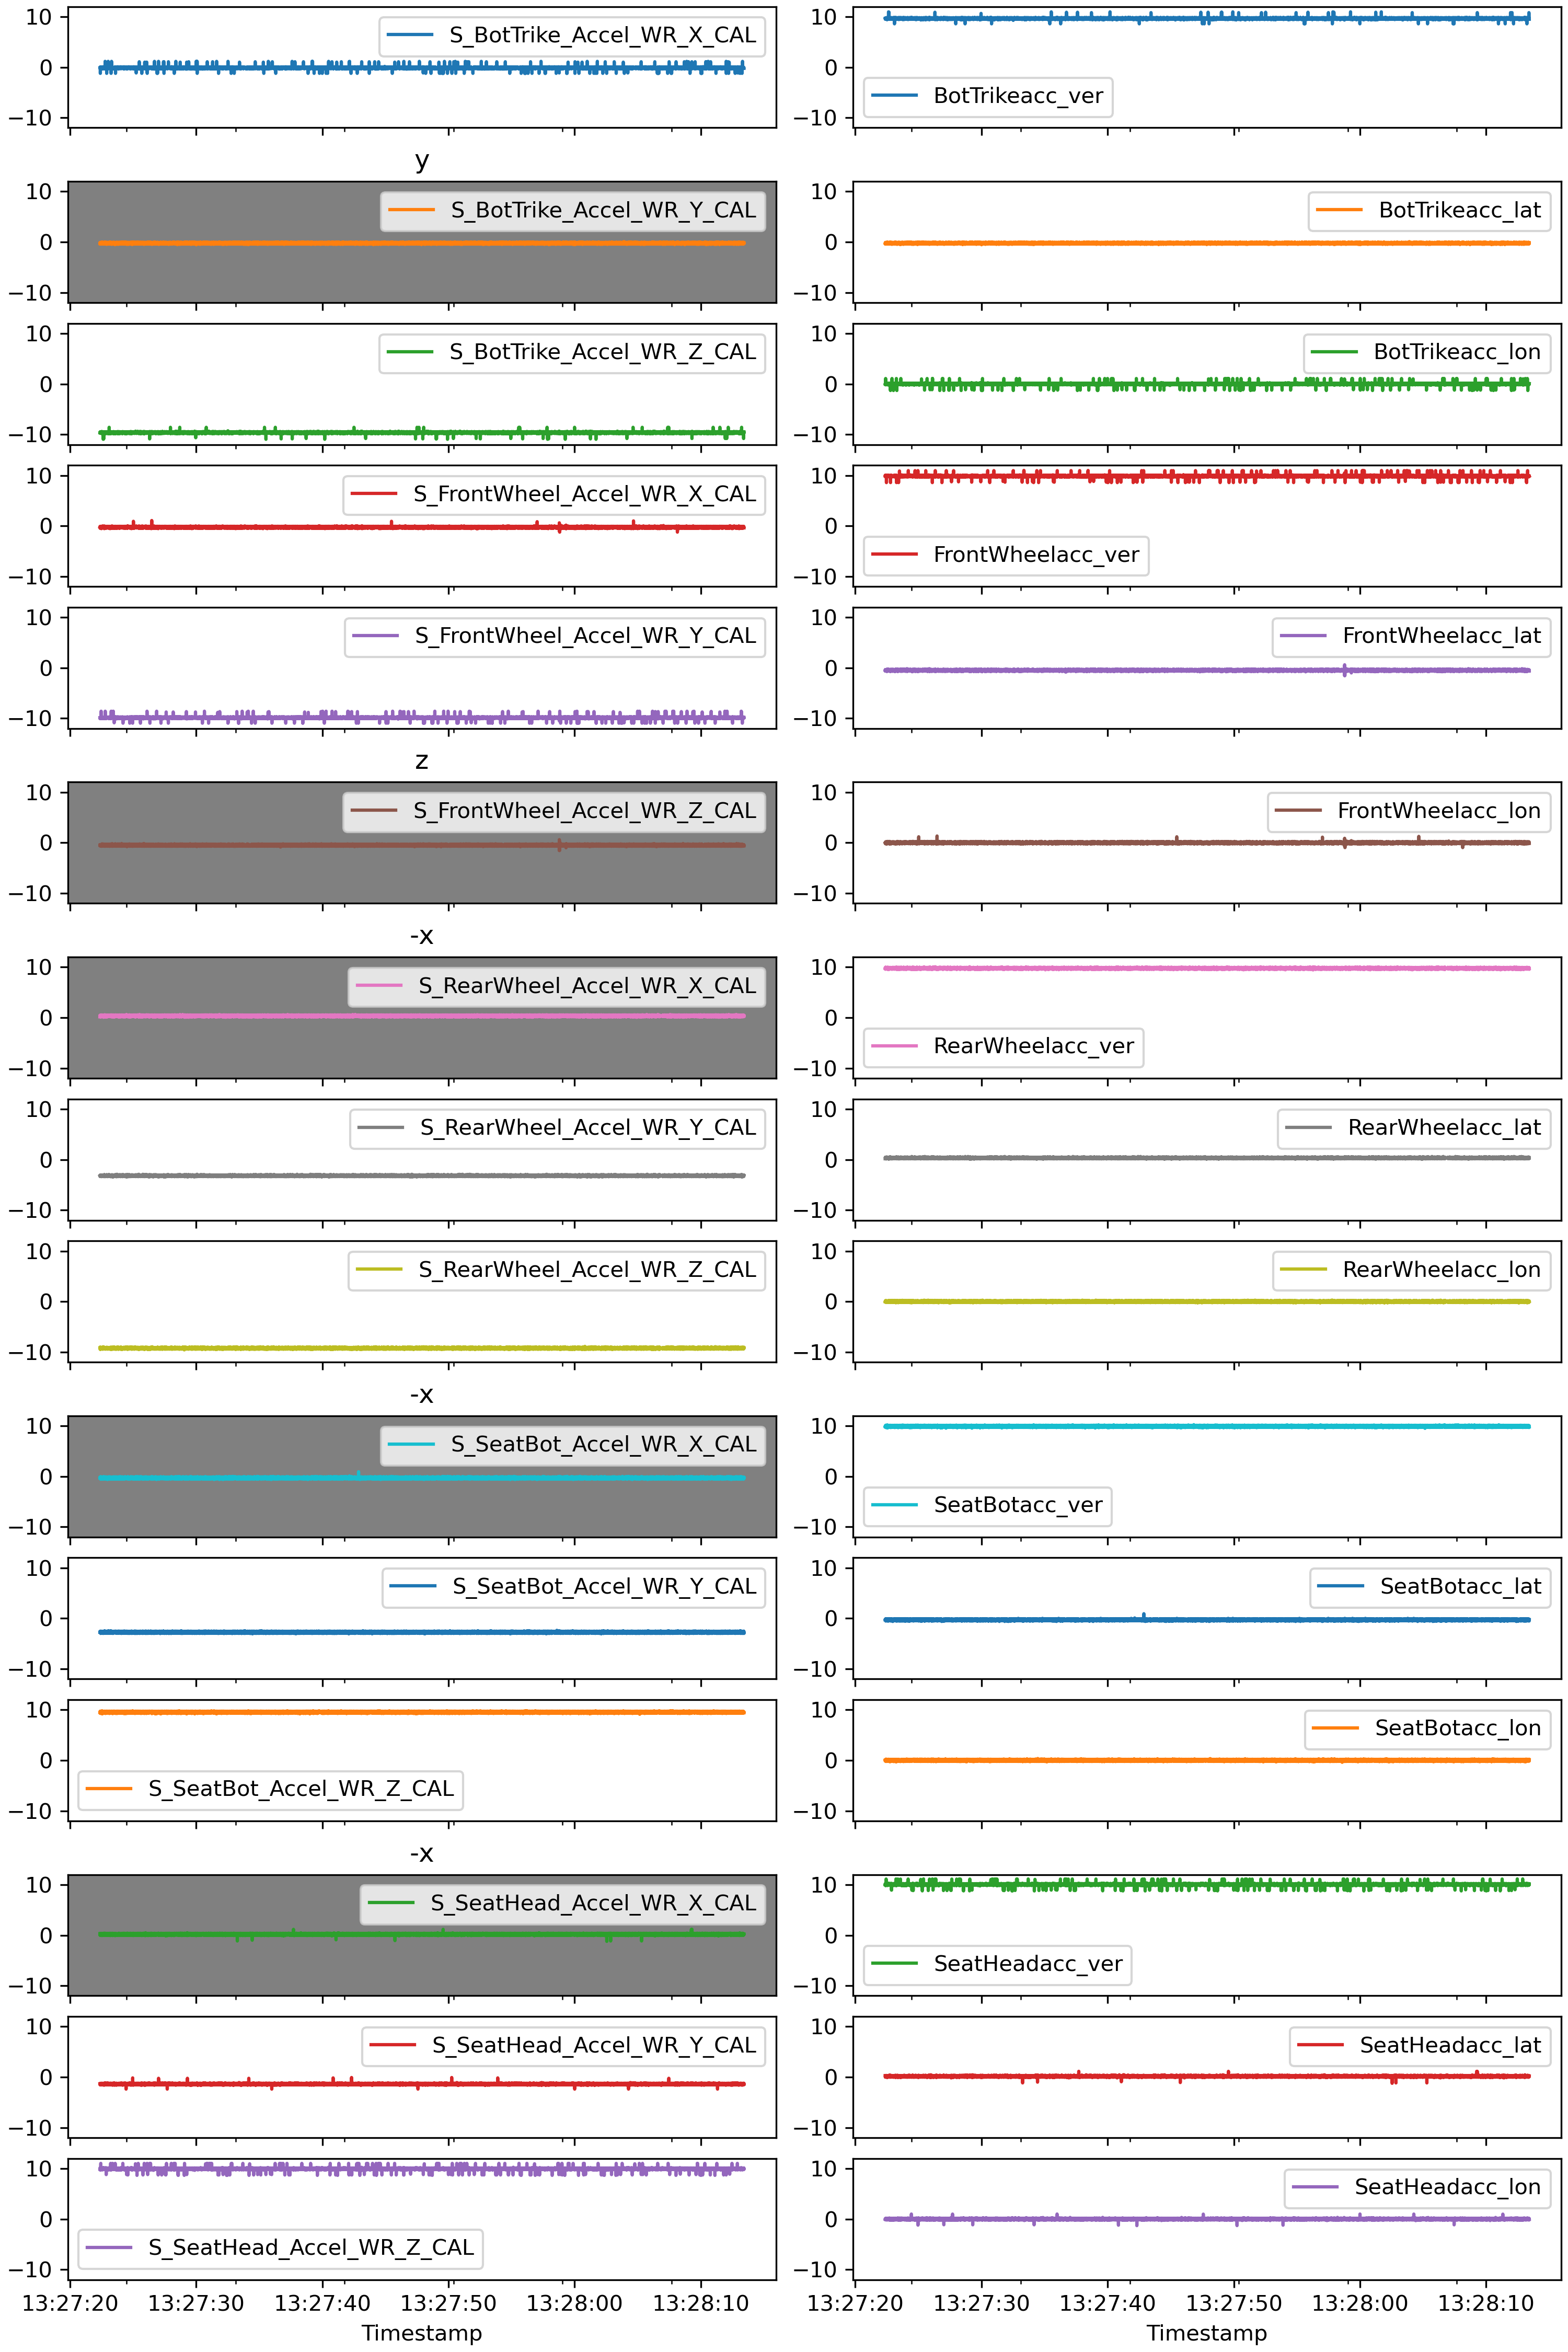 10
0
−10
S_BotTrike_Accel_WR_X_CAL
10
0
−10
BotTrikeacc_ver
y
10
0
−10
S_BotTrike_Accel_WR_Y_CAL
10
0
−10
BotTrikeacc_lat
10
0
−10
S_BotTrike_Accel_WR_Z_CAL
10
0
−10
BotTrikeacc_lon
10
0
−10
S_FrontWheel_Accel_WR_X_CAL
10
0
−10
FrontWheelacc_ver
10
0
−10
S_FrontWheel_Accel_WR_Y_CAL
10
0
−10
FrontWheelacc_lat
z
10
0
−10
S_FrontWheel_Accel_WR_Z_CAL
10
0
−10
FrontWheelacc_lon
-x
10
0
−10
S_RearWheel_Accel_WR_X_CAL
10
0
−10
RearWheelacc_ver
10
0
−10
S_RearWheel_Accel_WR_Y_CAL
10
0
−10
RearWheelacc_lat
10
0
−10
S_RearWheel_Accel_WR_Z_CAL
10
0
−10
RearWheelacc_lon
-x
10
0
−10
S_SeatBot_Accel_WR_X_CAL
10
0
−10
SeatBotacc_ver
10
0
−10
S_SeatBot_Accel_WR_Y_CAL
10
0
−10
SeatBotacc_lat
10
0
−10
S_SeatBot_Accel_WR_Z_CAL
10
0
−10
SeatBotacc_lon
-x
10
0
−10
S_SeatHead_Accel_WR_X_CAL
10
0
−10
SeatHeadacc_ver
10
0
−10
S_SeatHead_Accel_WR_Y_CAL
10
0
−10
SeatHeadacc_lat
10
0
−10
S_SeatHead_Accel_WR_Z_CAL
10
0
−10
SeatHeadacc_lon
13:27:20 13:27:30 13:27:40 13:27:50 13:28:00 13:28:10
Timestamp
13:27:20 13:27:30 13:27:40 13:27:50 13:28:00 13:28:10
Timestamp